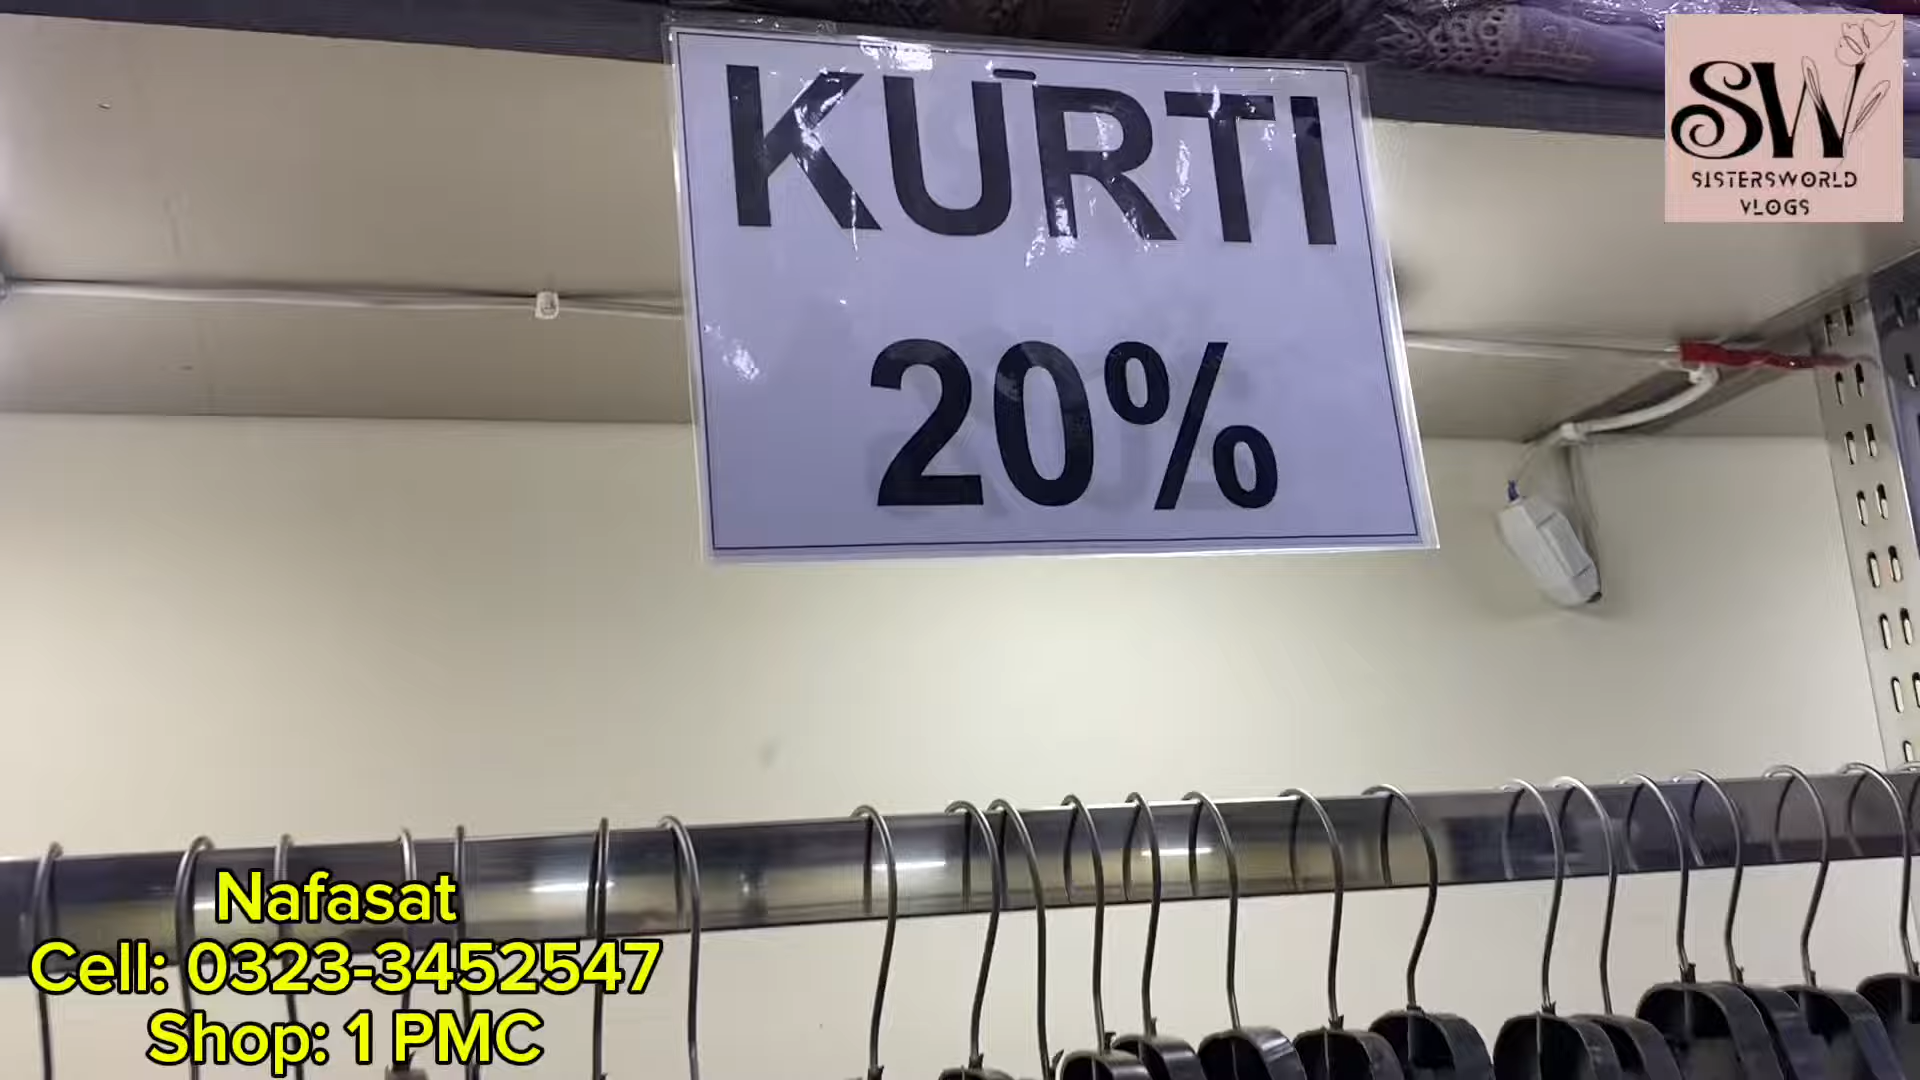 KURTI
20%
SW
SISTERSWORLD
VLOGS
Nafasat
Cell: 0323-3452547
Shop: 1 PMC